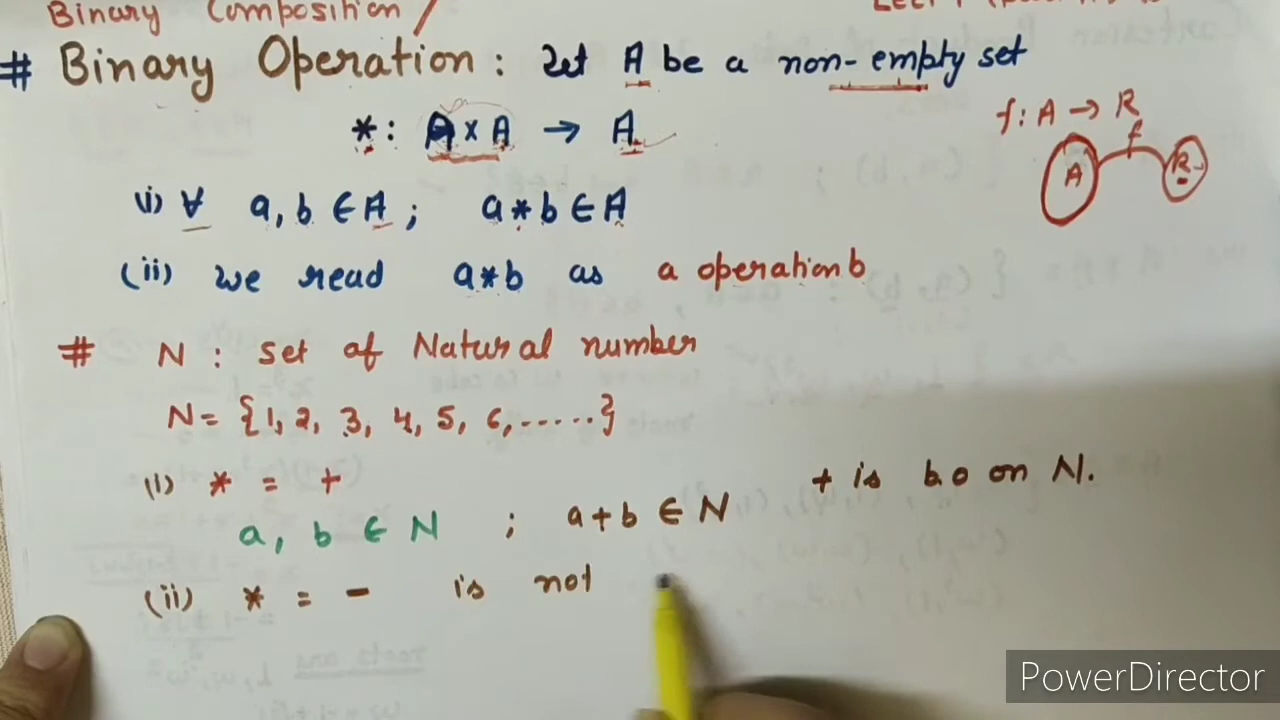 Binary Composition /
# Binary Operation : Let A be a non-empty set
* : A × A → A
f : A → R
f
A
R
(i) ∀ a, b ∈ A ; a * b ∈ A
(ii) we read a * b as a operation b
# N : set of Natural number
N = {1, 2, 3, 4, 5, 6, .....}
(i) * = +
+ is b.o on N.
a, b ∈ N ; a + b ∈ N
(ii) * = - is not
PowerDirector